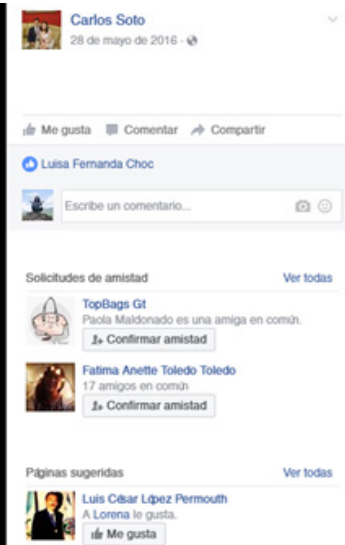 Carlos Soto
28 de mayo de 2016 ·
Me gusta Comentar Compartir
Luisa Fernanda Choc
Escribe un comentario...
Solicitudes de amistad Ver todas
TopBags Gt
Paola Maldonado es una amiga en común.
Confirmar amistad
Fatima Anette Toledo Toledo
17 amigos en común
Confirmar amistad
Páginas sugeridas Ver todas
Luis César López Permouth
A Lorena le gusta.
Me gusta